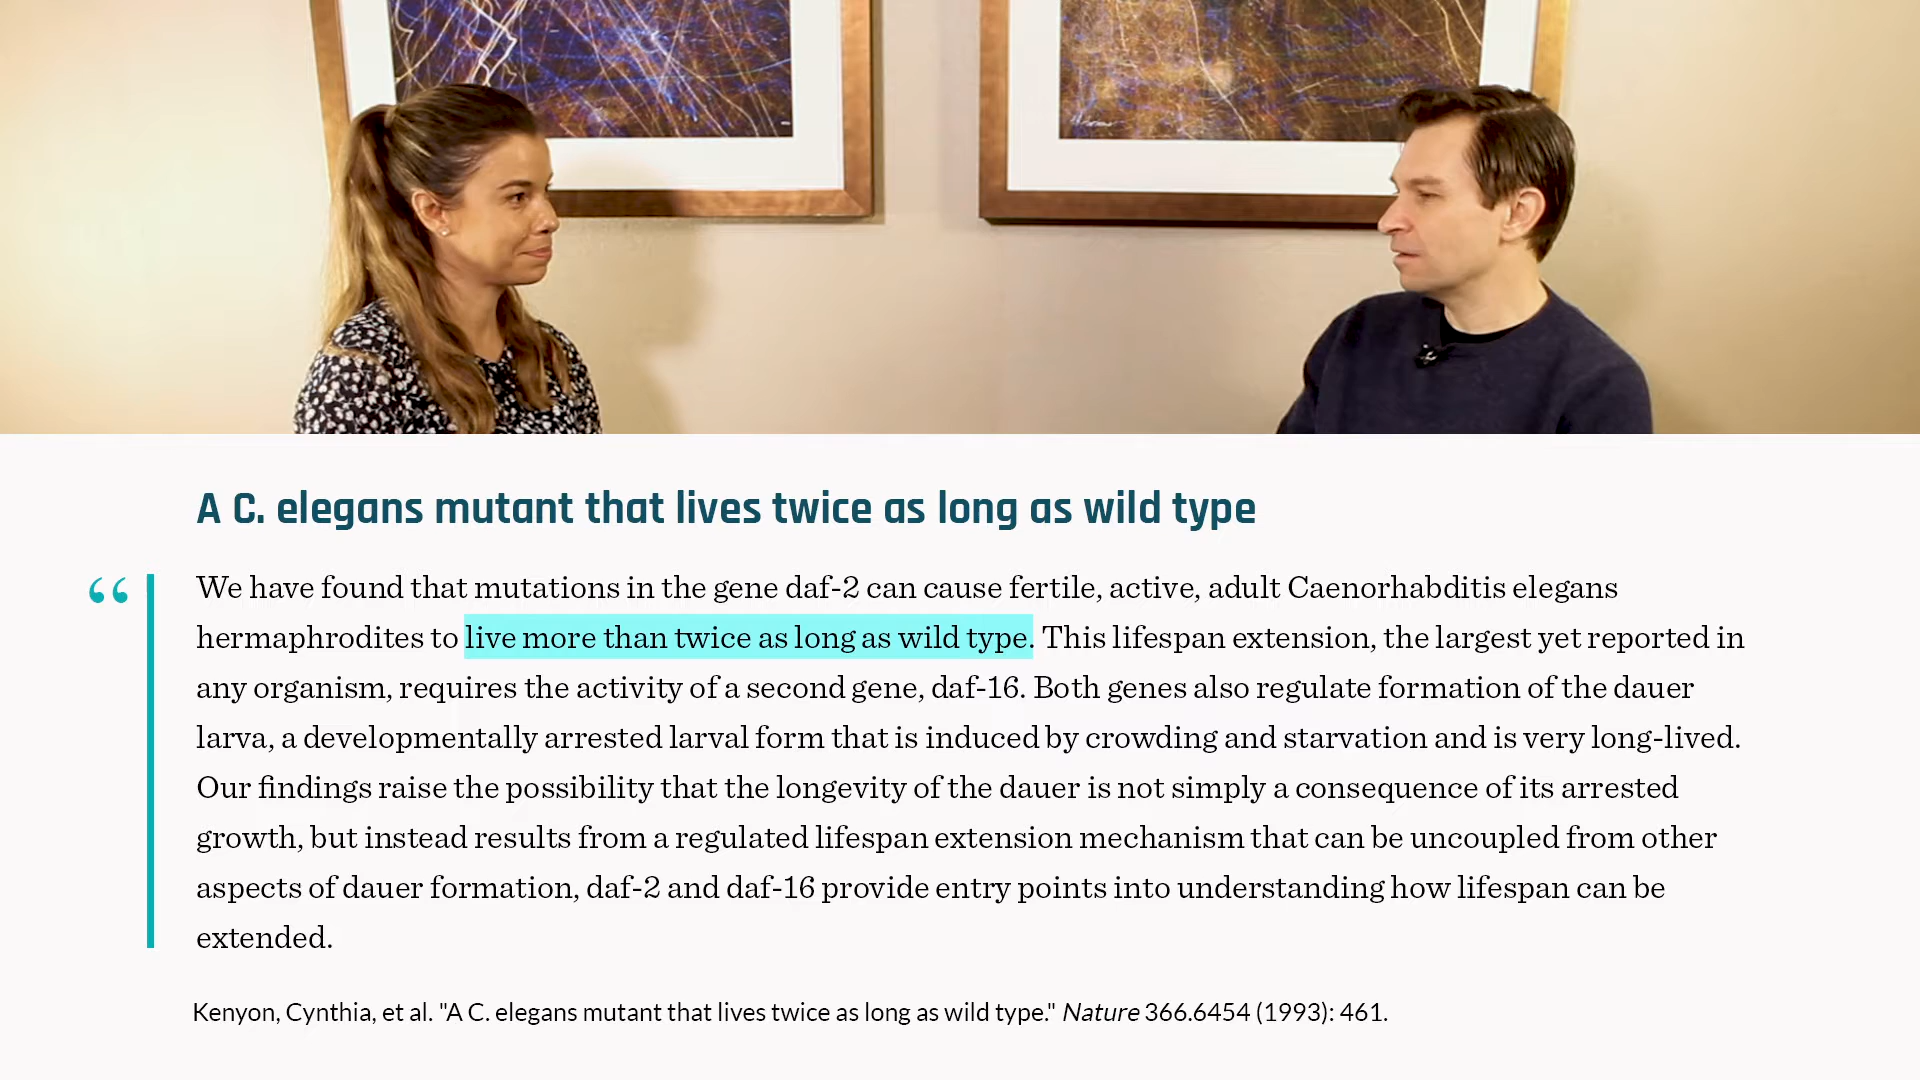 A C. elegans mutant that lives twice as long as wild type
“
We have found that mutations in the gene daf-2 can cause fertile, active, adult Caenorhabditis elegans
hermaphrodites to live more than twice as long as wild type. This lifespan extension, the largest yet reported in
any organism, requires the activity of a second gene, daf-16. Both genes also regulate formation of the dauer
larva, a developmentally arrested larval form that is induced by crowding and starvation and is very long-lived.
Our findings raise the possibility that the longevity of the dauer is not simply a consequence of its arrested
growth, but instead results from a regulated lifespan extension mechanism that can be uncoupled from other
aspects of dauer formation, daf-2 and daf-16 provide entry points into understanding how lifespan can be
extended.
Kenyon, Cynthia, et al. "A C. elegans mutant that lives twice as long as wild type." Nature 366.6454 (1993): 461.